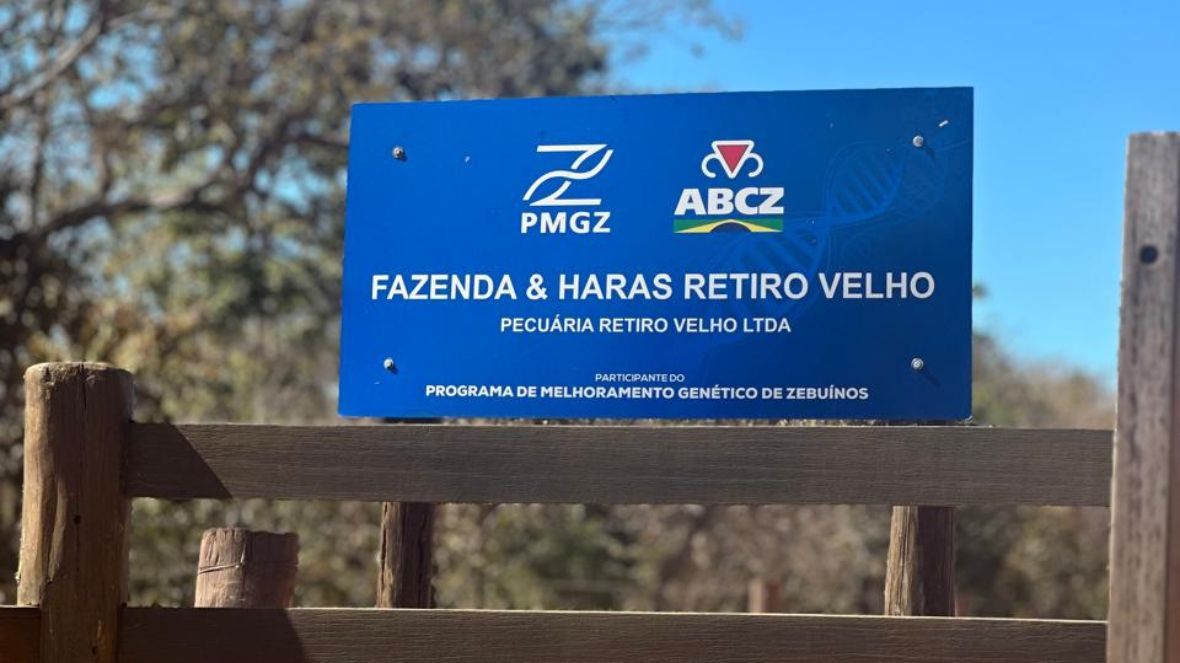 PMGZ
ABCZ
FAZENDA & HARAS RETIRO VELHO
PECUÁRIA RETIRO VELHO LTDA
PARTICIPANTE DO
PROGRAMA DE MELHORAMENTO GENÉTICO DE ZEBUÍNOS